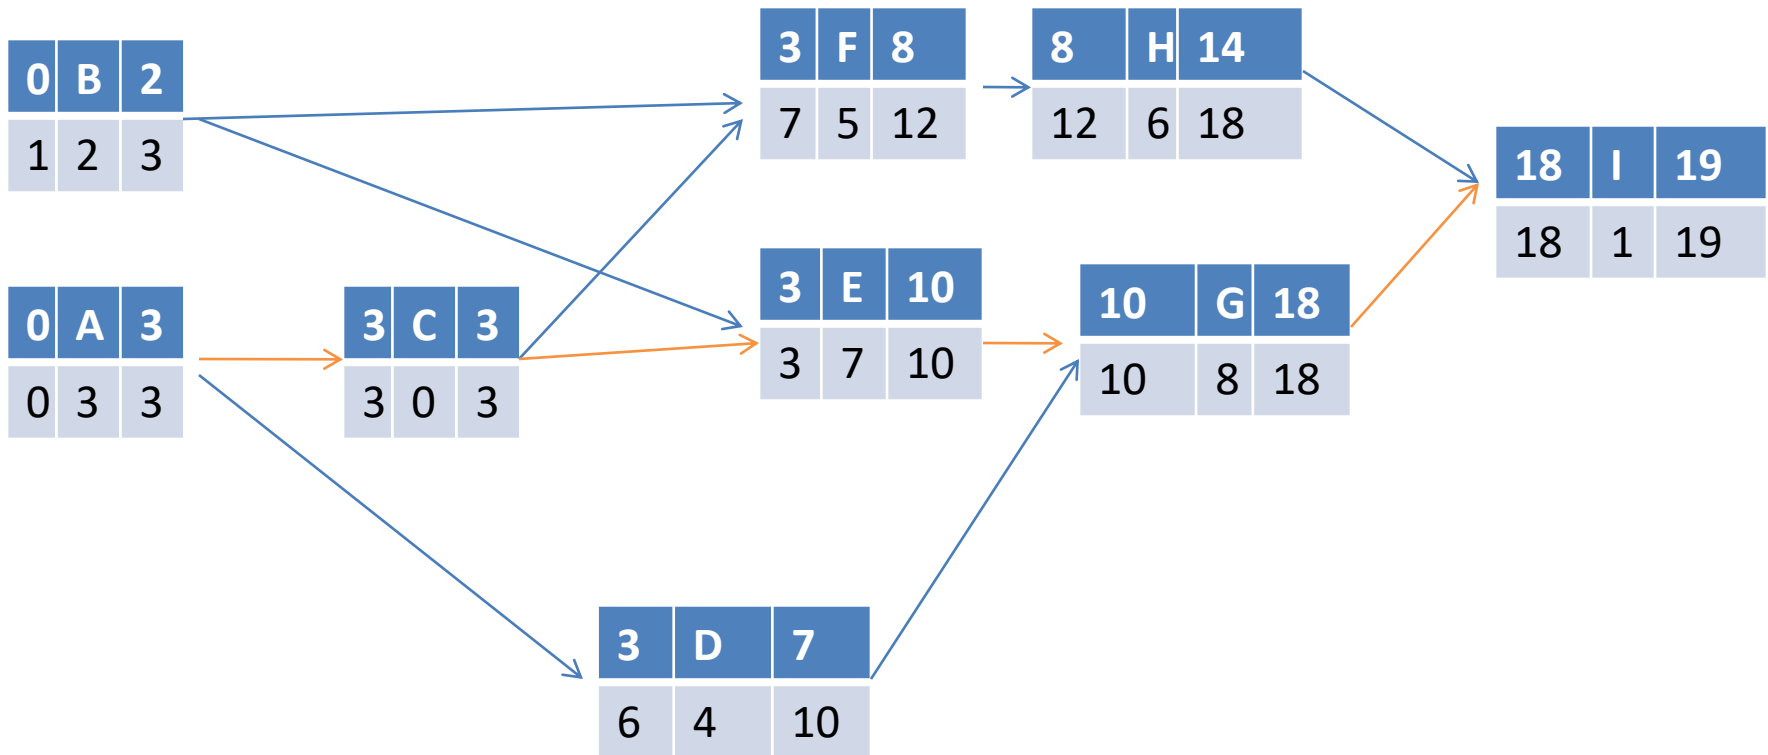 0 B 2
1 2 3
3 F 8
7 5 12
8 H 14
12 6 18
18 I 19
18 1 19
0 A 3
0 3 3
3 C 3
3 0 3
3 E 10
3 7 10
10 G 18
10 8 18
3 D 7
6 4 10